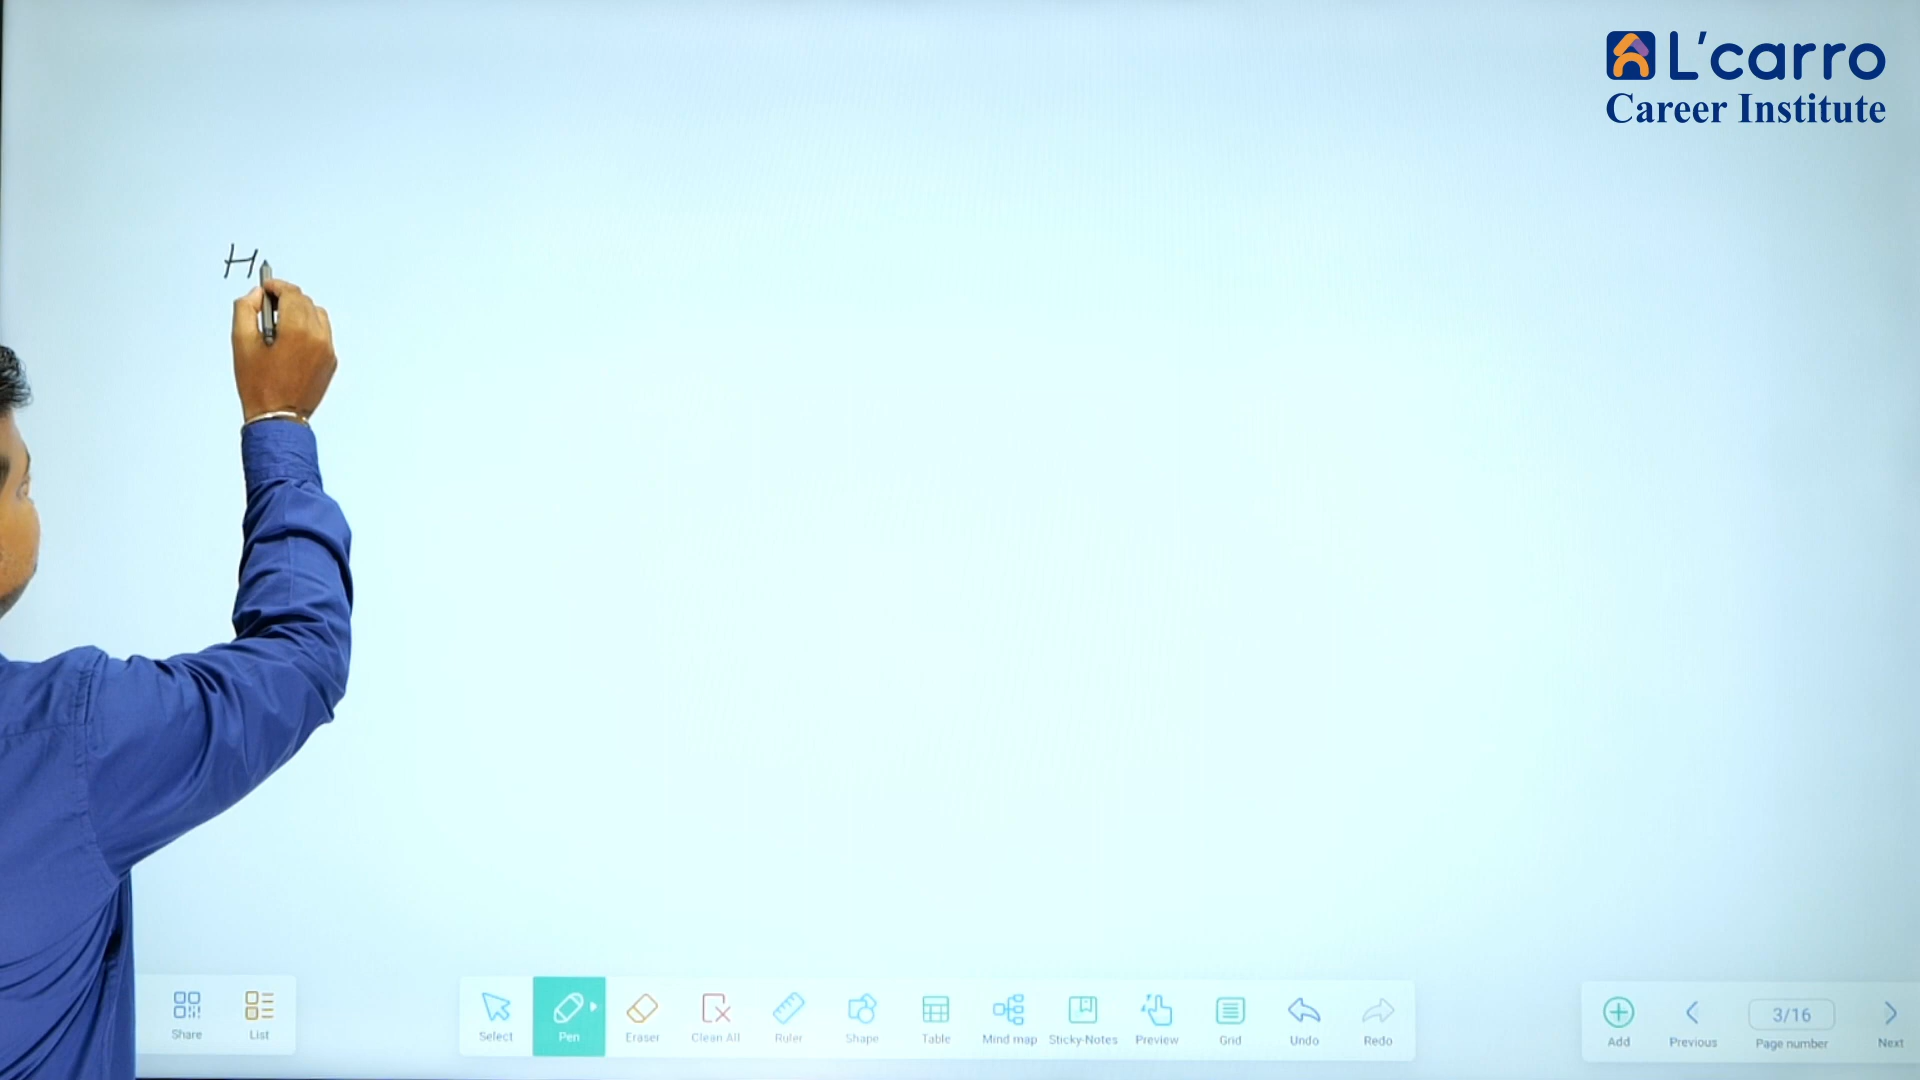 L'carro
Career Institute
H
Share
List
Select
Pen
Eraser
Clean All
Ruler
Shape
Table
Mind map
Sticky-Notes
Preview
Grid
Undo
Redo
Add
Previous
3/16
Page number
Next